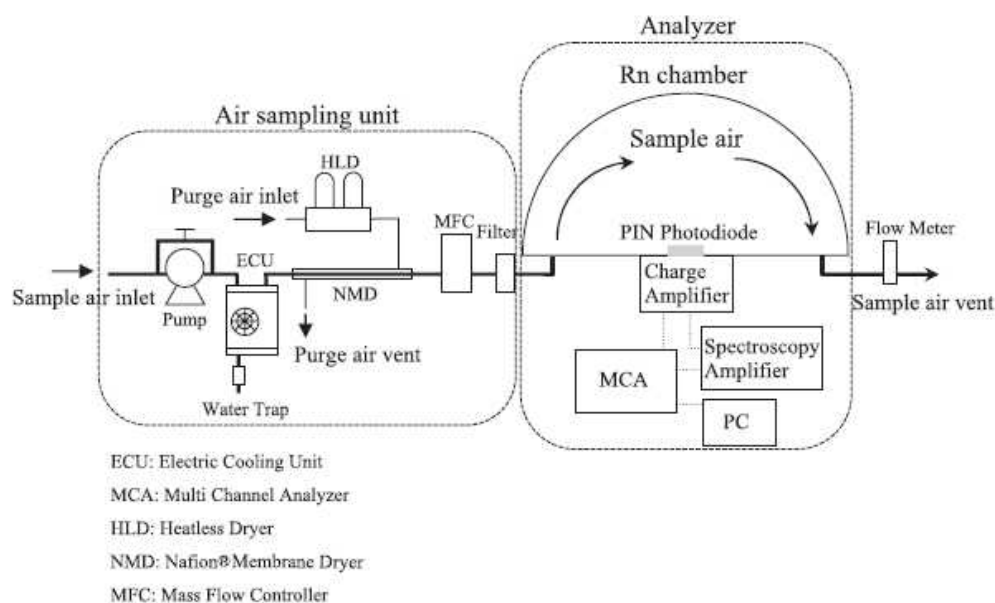 Analyzer
Rn chamber
Sample air
Air sampling unit
HLD
Purge air inlet
MFC
Filter
PIN Photodiode
Flow Meter
ECU
Charge
Amplifier
Sample air inlet
NMD
Sample air vent
Pump
Purge air vent
Spectroscopy
Amplifier
MCA
Water Trap
PC
ECU: Electric Cooling Unit
MCA: Multi Channel Analyzer
HLD: Heatless Dryer
NMD: Nafion®Membrane Dryer
MFC: Mass Flow Controller